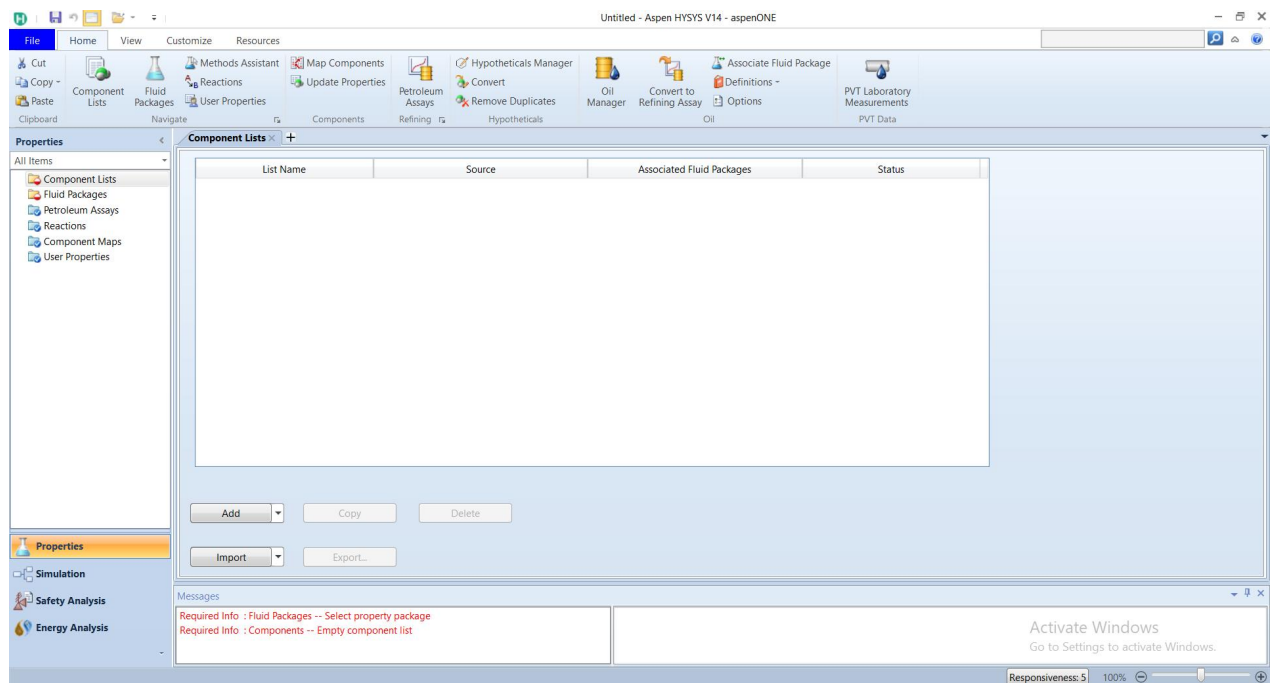 Untitled - Aspen HYSYS V14 - aspenONE
File Home View Customize Resources
Cut
Copy
Paste
Clipboard
Component Lists
Fluid Packages
Methods Assistant
Reactions
User Properties
Navigate
Map Components
Update Properties
Components
Petroleum Assays
Refining
Hypotheticals Manager
Convert
Remove Duplicates
Hypotheticals
Oil Manager
Convert to Refining Assay
Associate Fluid Package
Definitions
Options
Oil
PVT Laboratory Measurements
PVT Data
Properties
All Items
Component Lists
Fluid Packages
Petroleum Assays
Reactions
Component Maps
User Properties
Properties
Simulation
Safety Analysis
Energy Analysis
Component Lists
List Name Source Associated Fluid Packages Status
Add Copy Delete
Import Export...
Messages
Required Info : Fluid Packages -- Select property package
Required Info : Components -- Empty component list
Activate Windows
Go to Settings to activate Windows.
Responsiveness: 5 100%